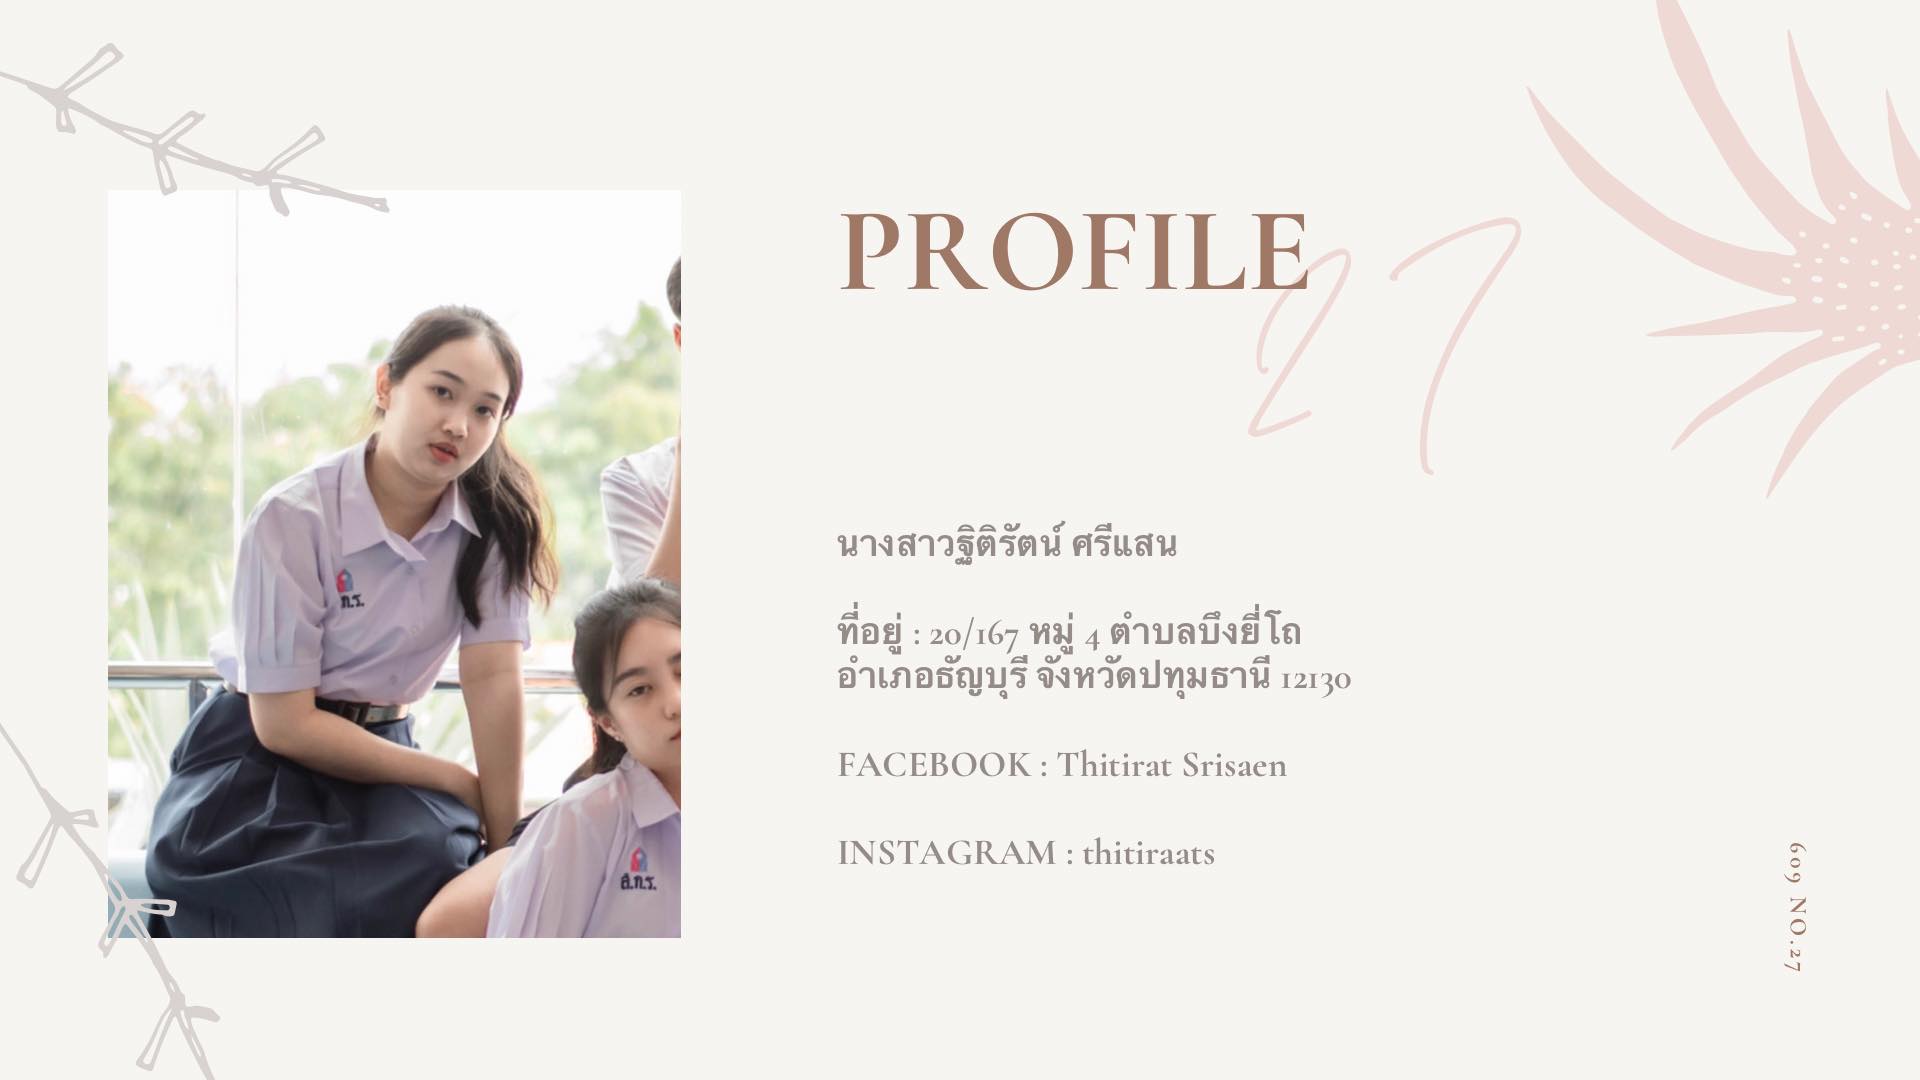 PROFILE
27
นางสาวฐิติรัตน์ ศรีแสน
ที่อยู่ : 20/167 หมู่ 4 ตำบลบึงยี่โถ
อำเภอธัญบุรี จังหวัดปทุมธานี 12130
FACEBOOK : Thitirat Srisaen
INSTAGRAM : thitiraats
609 NO.27
ส.ก.ร.